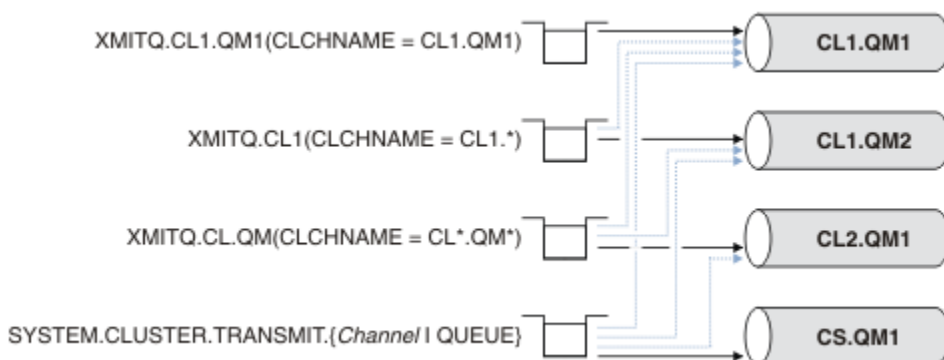 XMITQ.CL1.QM1(CLCHNAME = CL1.QM1)
CL1.QM1
XMITQ.CL1(CLCHNAME = CL1.*)
CL1.QM2
XMITQ.CL.QM(CLCHNAME = CL*.QM*)
CL2.QM1
SYSTEM.CLUSTER.TRANSMIT.{Channel I QUEUE}
CS.QM1